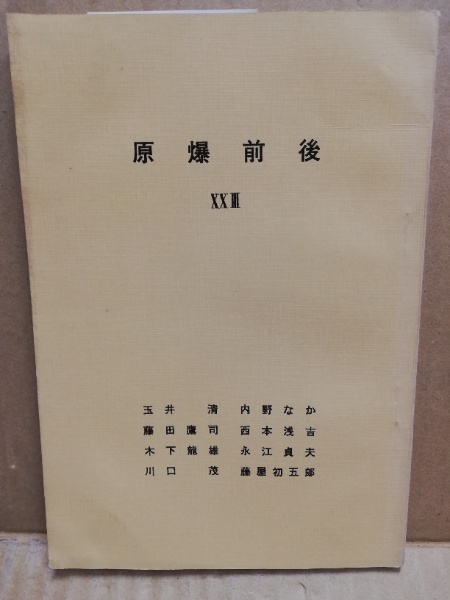 原爆前後
XXⅢ
玉井 清 内野なか
藤田鷹司 西本浅吉
木下龍雄 永江貞夫
川口 茂 藤屋初五郎